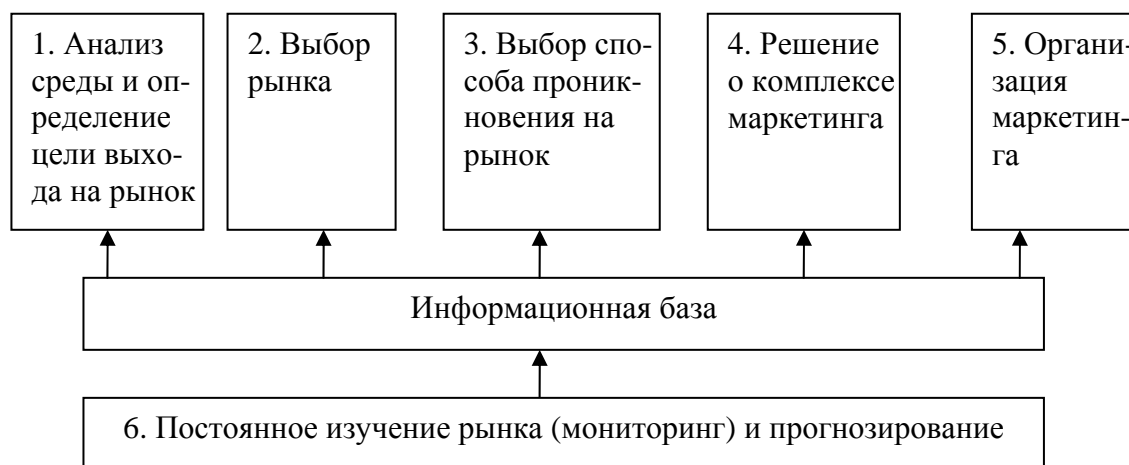 1. Анализ
среды и оп-
ределение
цели выхо-
да на рынок
2. Выбор
рынка
3. Выбор спо-
соба проник-
новения на
рынок
4. Решение
о комплексе
маркетинга
5. Органи-
зация
маркетин-
га
Информационная база
6. Постоянное изучение рынка (мониторинг) и прогнозирование